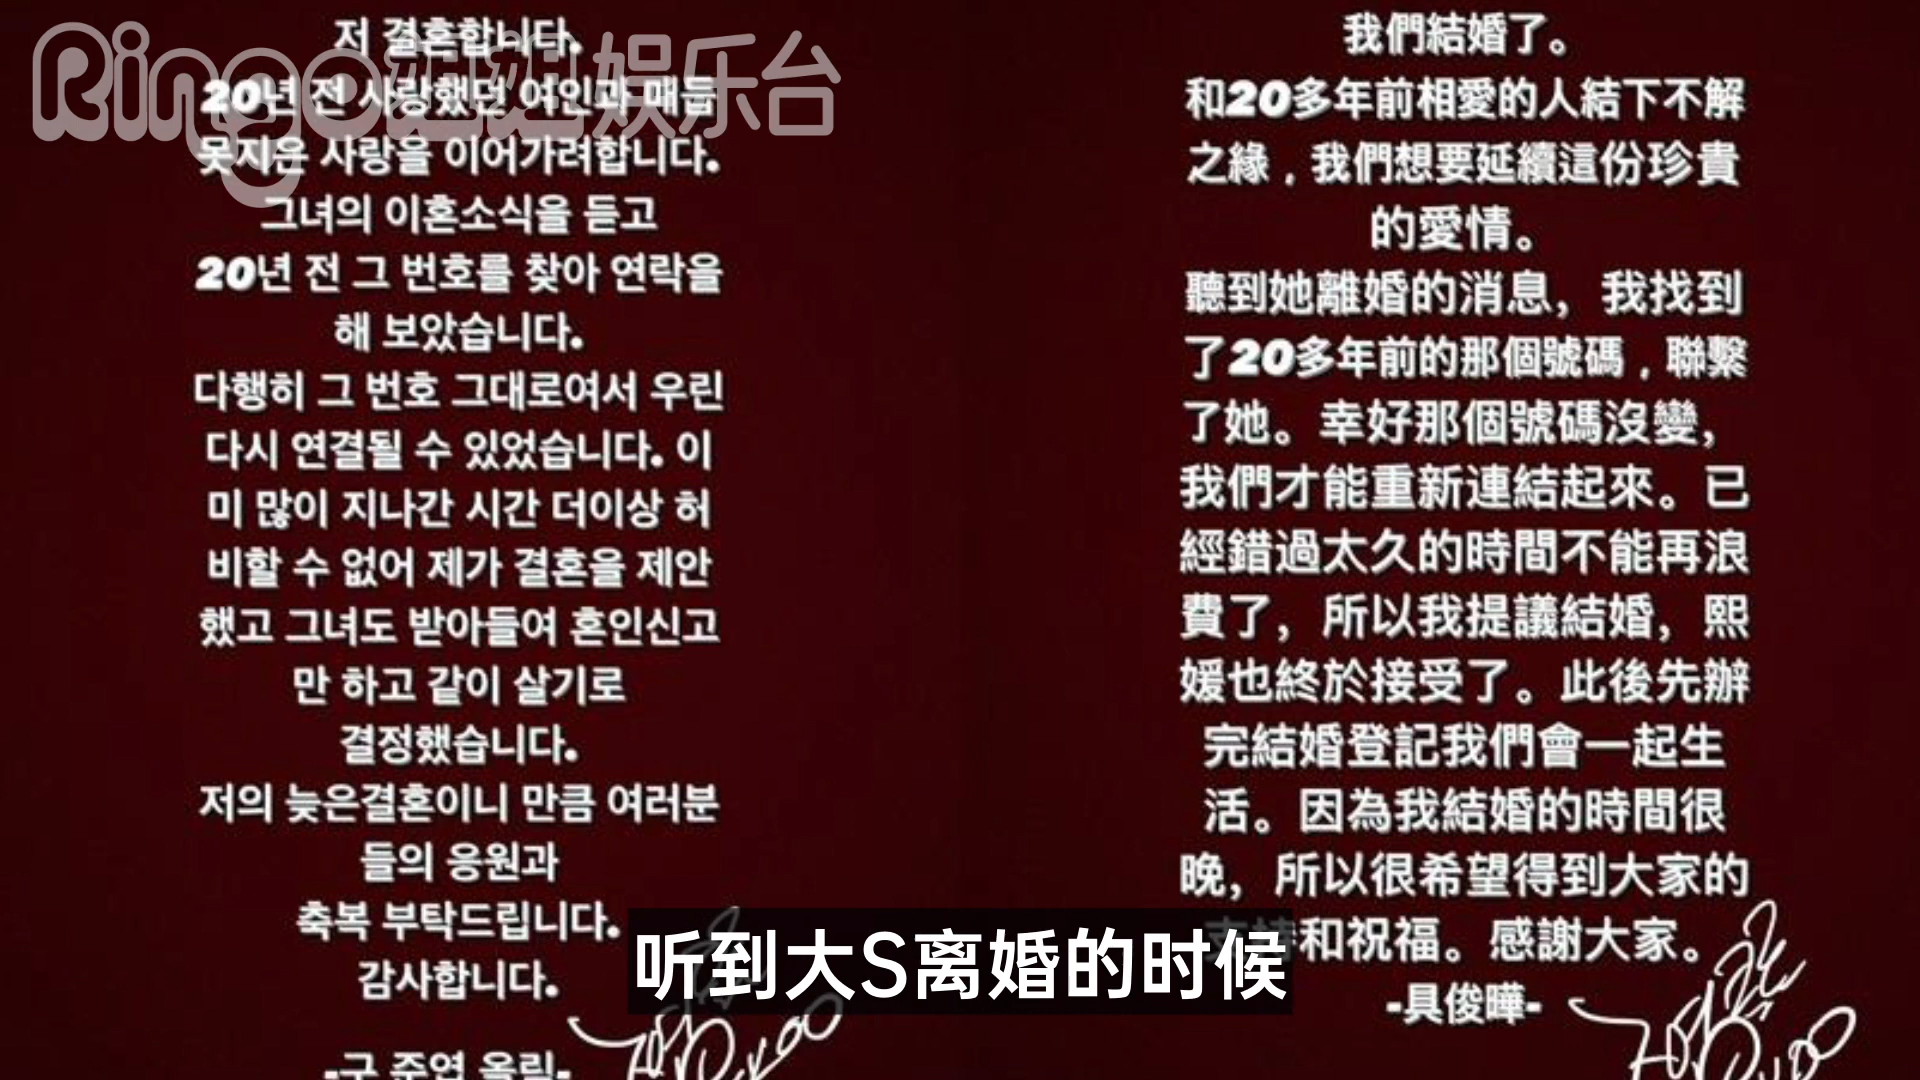 Ringo 娱乐台
저 결혼합니다.
20년 전 사랑했던 여인과 매듭
못지은 사랑을 이어가려합니다.
그녀의 이혼소식을 듣고
20년 전 그 번호를 찾아 연락을
해 보았습니다.
다행히 그 번호 그대로여서 우린
다시 연결될 수 있었습니다. 이
미 많이 지나간 시간 더이상 허
비할 수 없어 제가 결혼을 제안
했고 그녀도 받아들여 혼인신고
만 하고 같이 살기로
결정했습니다.
저의 늦은결혼이니 만큼 여러분
들의 응원과
축복 부탁드립니다.
감사합니다.
-구 준엽 올림-
我們結婚了。
和20多年前相愛的人結下不解
之緣，我們想要延續這份珍貴
的愛情。
聽到她離婚的消息，我找到
了20多年前的那個號碼，聯繫
了她。幸好那個號碼沒變，
我們才能重新連結起來。已
經錯過太久的時間不能再浪
費了，所以我提議結婚，熙
媛也終於接受了。此後先辦
完結婚登記我們會一起生
活。因為我結婚的時間很
晚，所以很希望得到大家的
支持和祝福。感謝大家。
-具俊曄-
听到大S离婚的时候